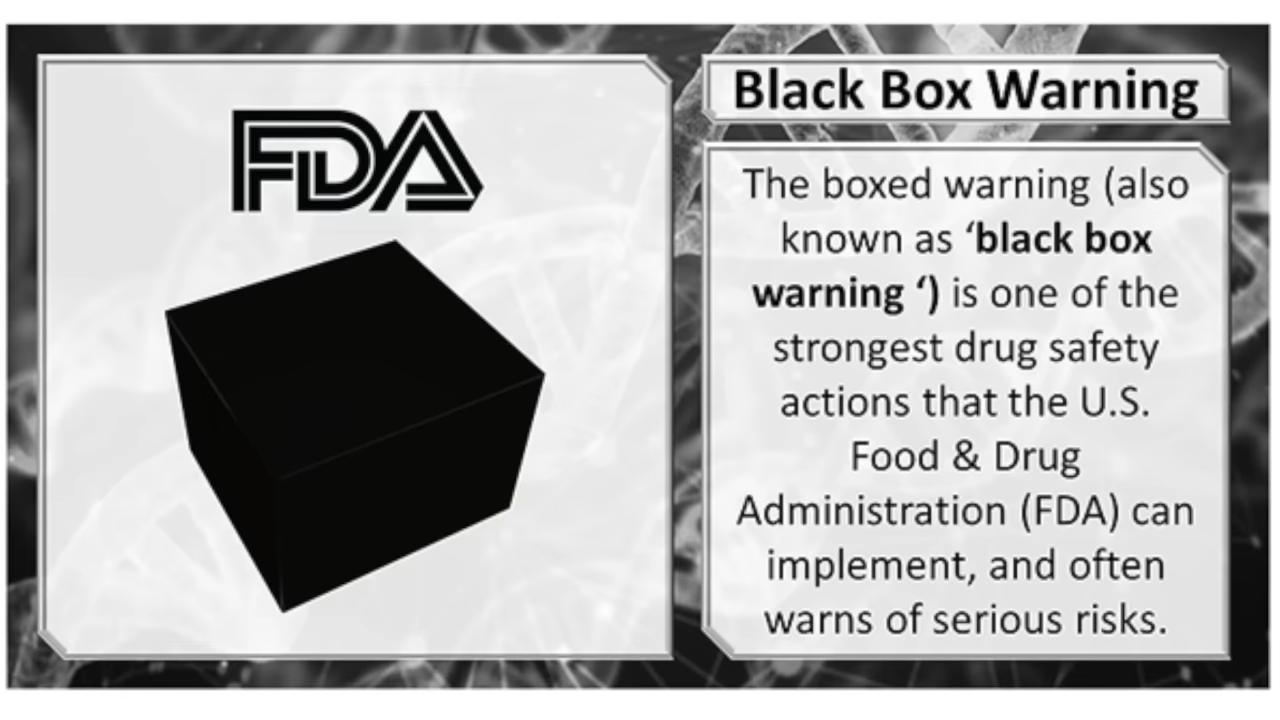 FDA
Black Box Warning
The boxed warning (also
known as ‘black box
warning ‘) is one of the
strongest drug safety
actions that the U.S.
Food & Drug
Administration (FDA) can
implement, and often
warns of serious risks.